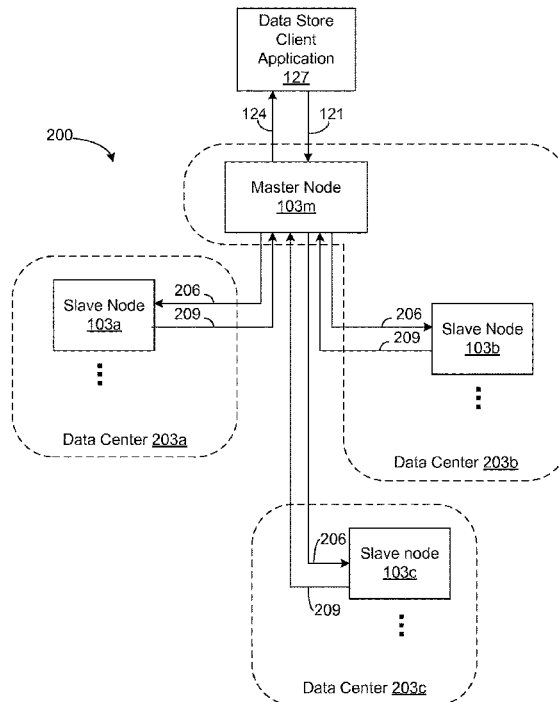 Data Store
Client
Application
127
124
121
200
Master Node
103m
Slave Node
103a
206
209
206
209
Slave Node
103b
Data Center 203a
Data Center 203b
206
209
Slave node
103c
Data Center 203c